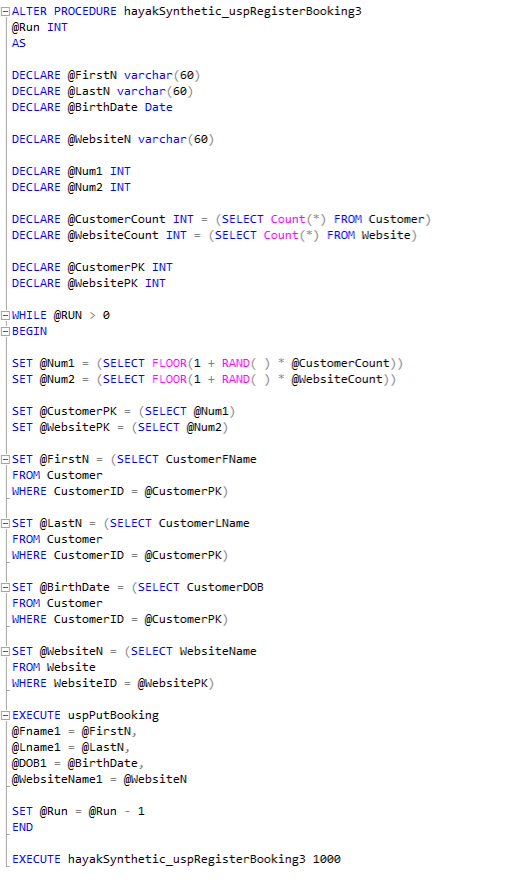 ALTER PROCEDURE hayakSynthetic_uspRegisterBooking3
@Run INT
AS
DECLARE @FirstN varchar(60)
DECLARE @LastN varchar(60)
DECLARE @BirthDate Date
DECLARE @WebsiteN varchar(60)
DECLARE @Num1 INT
DECLARE @Num2 INT
DECLARE @CustomerCount INT = (SELECT Count(*) FROM Customer)
DECLARE @WebsiteCount INT = (SELECT Count(*) FROM Website)
DECLARE @CustomerPK INT
DECLARE @WebsitePK INT
WHILE @RUN > 0
BEGIN
SET @Num1 = (SELECT FLOOR(1 + RAND( ) * @CustomerCount))
SET @Num2 = (SELECT FLOOR(1 + RAND( ) * @WebsiteCount))
SET @CustomerPK = (SELECT @Num1)
SET @WebsitePK = (SELECT @Num2)
SET @FirstN = (SELECT CustomerFName
FROM Customer
WHERE CustomerID = @CustomerPK)
SET @LastN = (SELECT CustomerLName
FROM Customer
WHERE CustomerID = @CustomerPK)
SET @BirthDate = (SELECT CustomerDOB
FROM Customer
WHERE CustomerID = @CustomerPK)
SET @WebsiteN = (SELECT WebsiteName
FROM Website
WHERE WebsiteID = @WebsitePK)
EXECUTE uspPutBooking
@Fname1 = @FirstN,
@Lname1 = @LastN,
@DOB1 = @BirthDate,
@WebsiteName1 = @WebsiteN
SET @Run = @Run - 1
END
EXECUTE hayakSynthetic_uspRegisterBooking3 1000